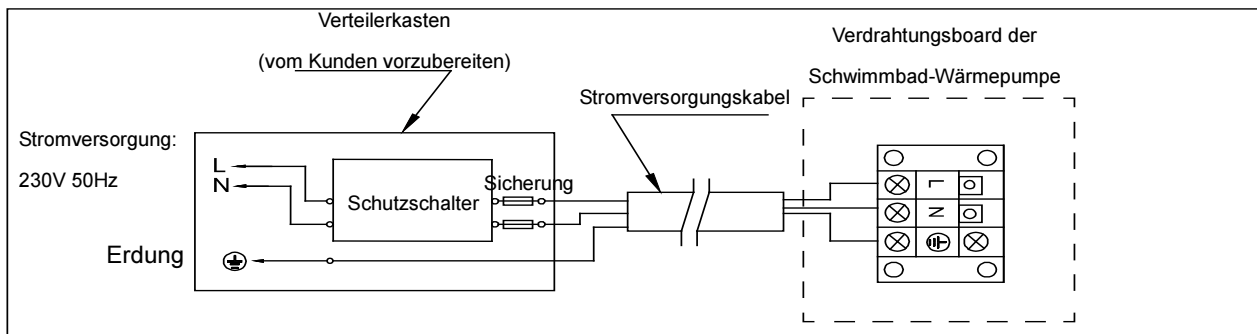 Verteilerkasten
(vom Kunden vorzubereiten)
Verdrahtungsboard der
Schwimmbad-Wärmepumpe
Stromversorgungskabel
Stromversorgung:
230V 50Hz
L
N
Schutzschalter
Sicherung
Erdung
L
N